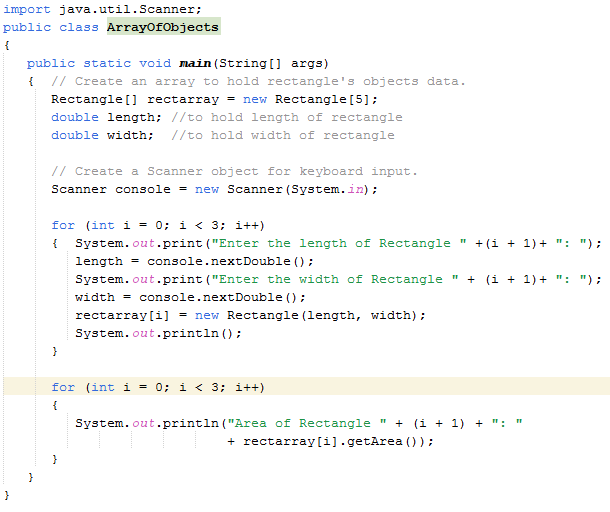 import java.util.Scanner;
public class ArrayOfObjects
{
public static void main(String[] args)
{ // Create an array to hold rectangle's objects data.
Rectangle[] rectarray = new Rectangle[5];
double length; //to hold length of rectangle
double width; //to hold width of rectangle
// Create a Scanner object for keyboard input.
Scanner console = new Scanner(System.in);
for (int i = 0; i < 3; i++)
{ System.out.print("Enter the length of Rectangle " +(i + 1)+ ": ");
length = console.nextDouble();
System.out.print("Enter the width of Rectangle " + (i + 1)+ ": ");
width = console.nextDouble();
rectarray[i] = new Rectangle(length, width);
System.out.println();
}
for (int i = 0; i < 3; i++)
{
System.out.println("Area of Rectangle " + (i + 1) + ": "
+ rectarray[i].getArea());
}
}
}